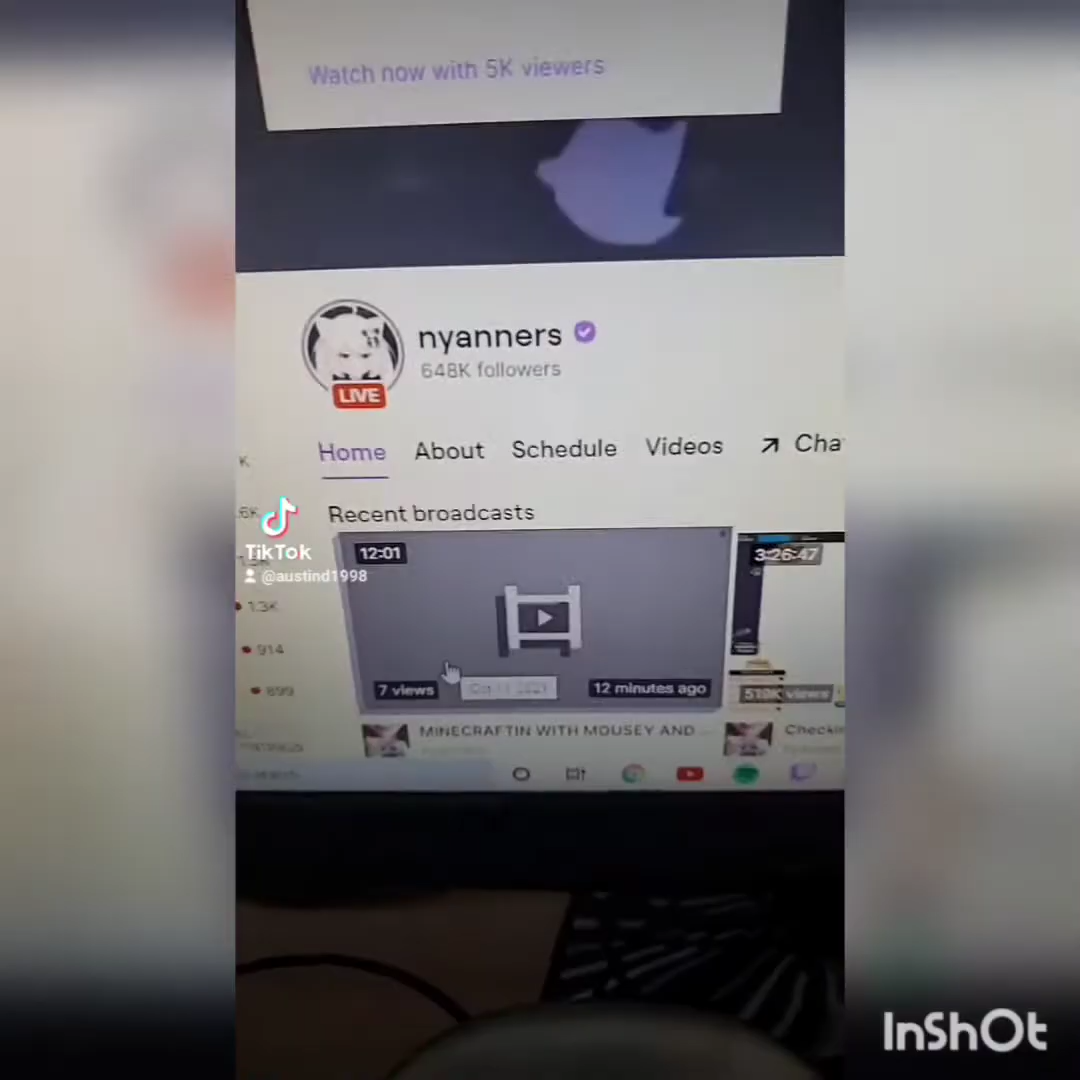 Watch now with 5K viewers
nyanners
648K followers
LIVE
Home About Schedule Videos Cha
K
.6K
Recent broadcasts
TikTok
@austind1998
12:01
3:26:47
1.3K
914
899
7 views
12 minutes ago
510K views
MINECRAFTIN WITH MOUSEY AND
Checkin
InShOt